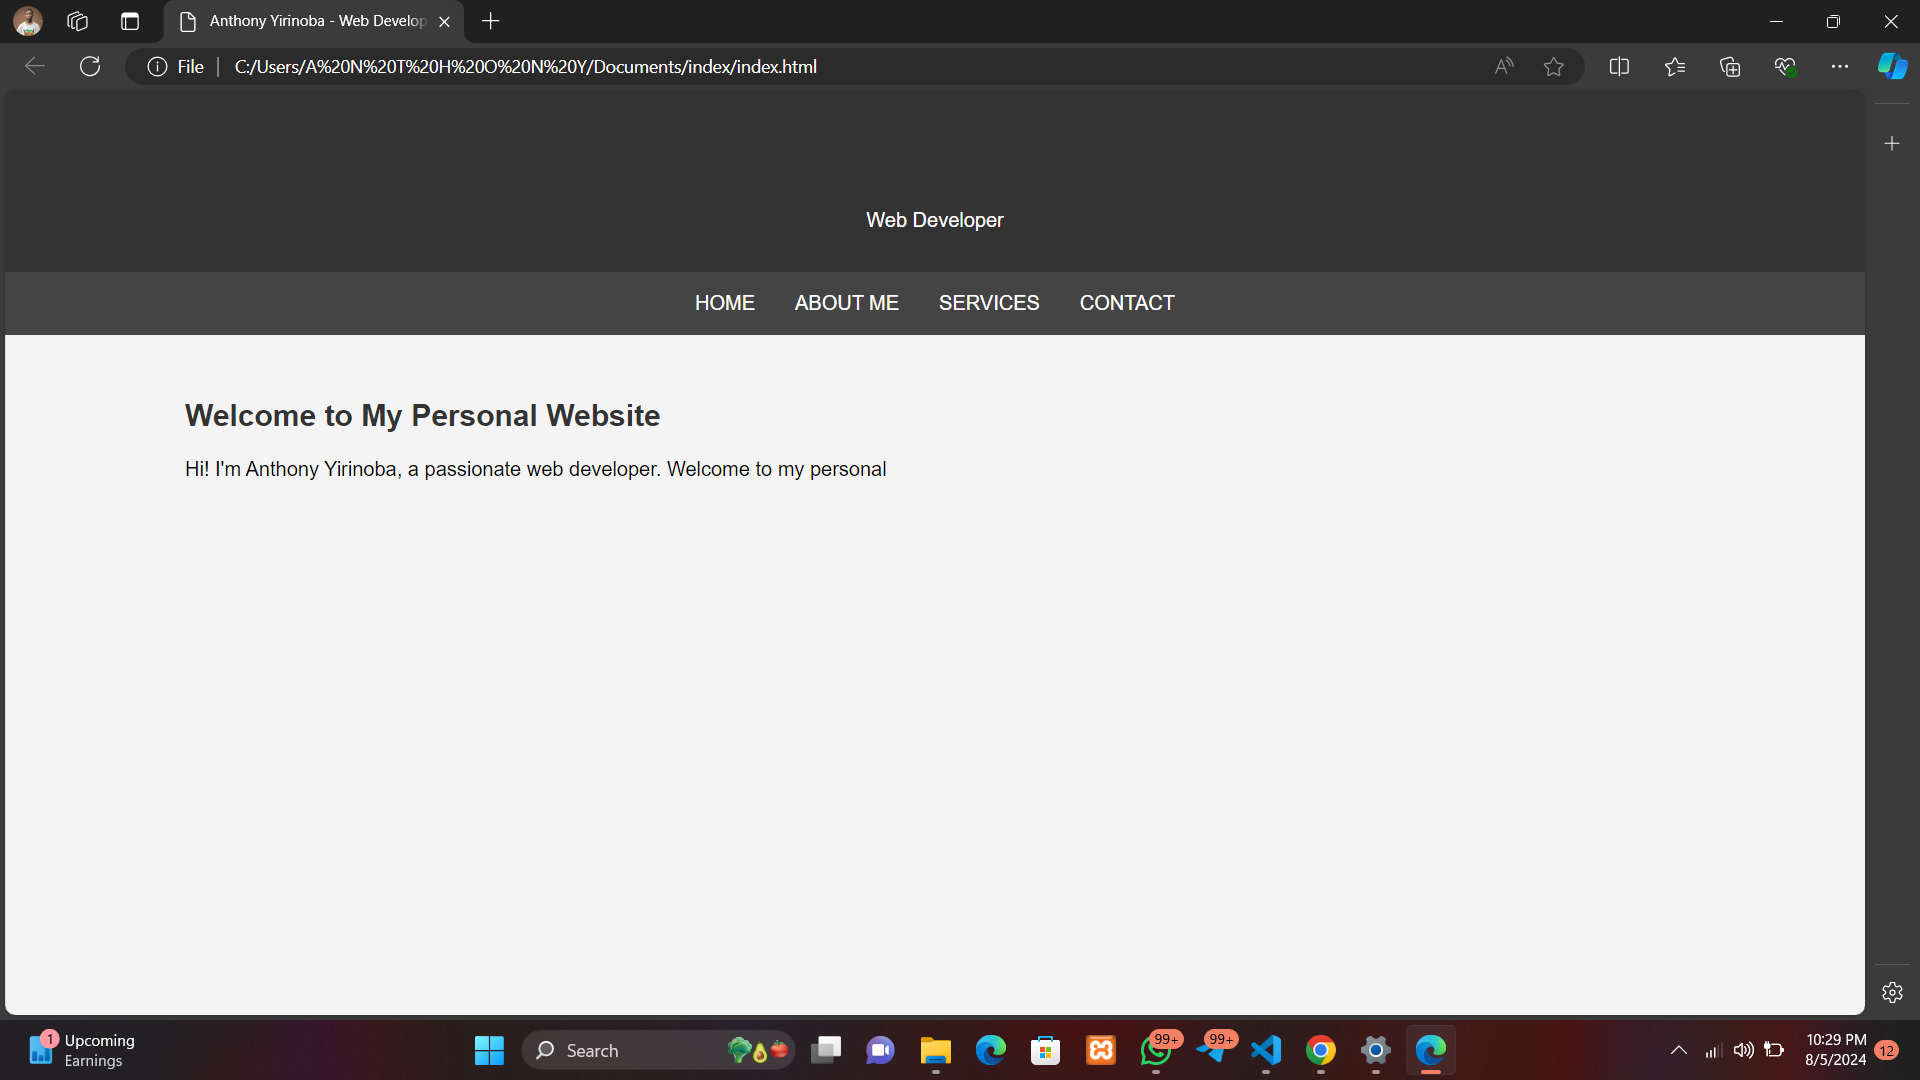 Anthony Yirinoba - Web Develop
File
C:/Users/A%20N%20T%20H%20O%20N%20Y/Documents/index/index.html
Web Developer
HOME ABOUT ME SERVICES CONTACT
Welcome to My Personal Website
Hi! I'm Anthony Yirinoba, a passionate web developer. Welcome to my personal
1
Upcoming
Earnings
Search
99+
99+
10:29 PM
8/5/2024
12